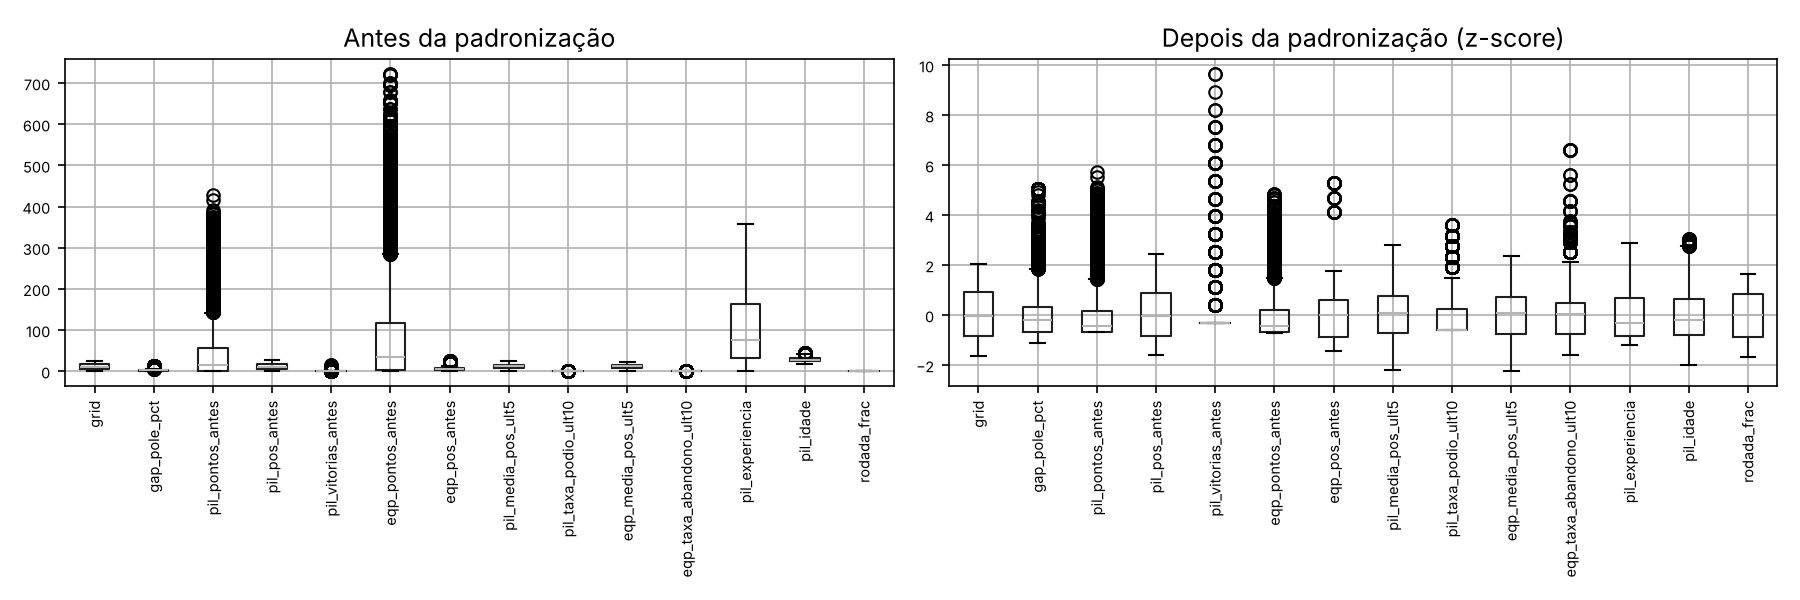 Antes da padronização
700
600
500
400
300
200
100
0
grid
gap_pole_pct
pil_pontos_antes
pil_pos_antes
pil_vitorias_antes
eqp_pontos_antes
eqp_pos_antes
pil_media_pos_ult5
pil_taxa_podio_ult10
eqp_media_pos_ult5
eqp_taxa_abandono_ult10
pil_experiencia
pil_idade
rodada_frac
Depois da padronização (z-score)
10
8
6
4
2
0
−2
grid
gap_pole_pct
pil_pontos_antes
pil_pos_antes
pil_vitorias_antes
eqp_pontos_antes
eqp_pos_antes
pil_media_pos_ult5
pil_taxa_podio_ult10
eqp_media_pos_ult5
eqp_taxa_abandono_ult10
pil_experiencia
pil_idade
rodada_frac